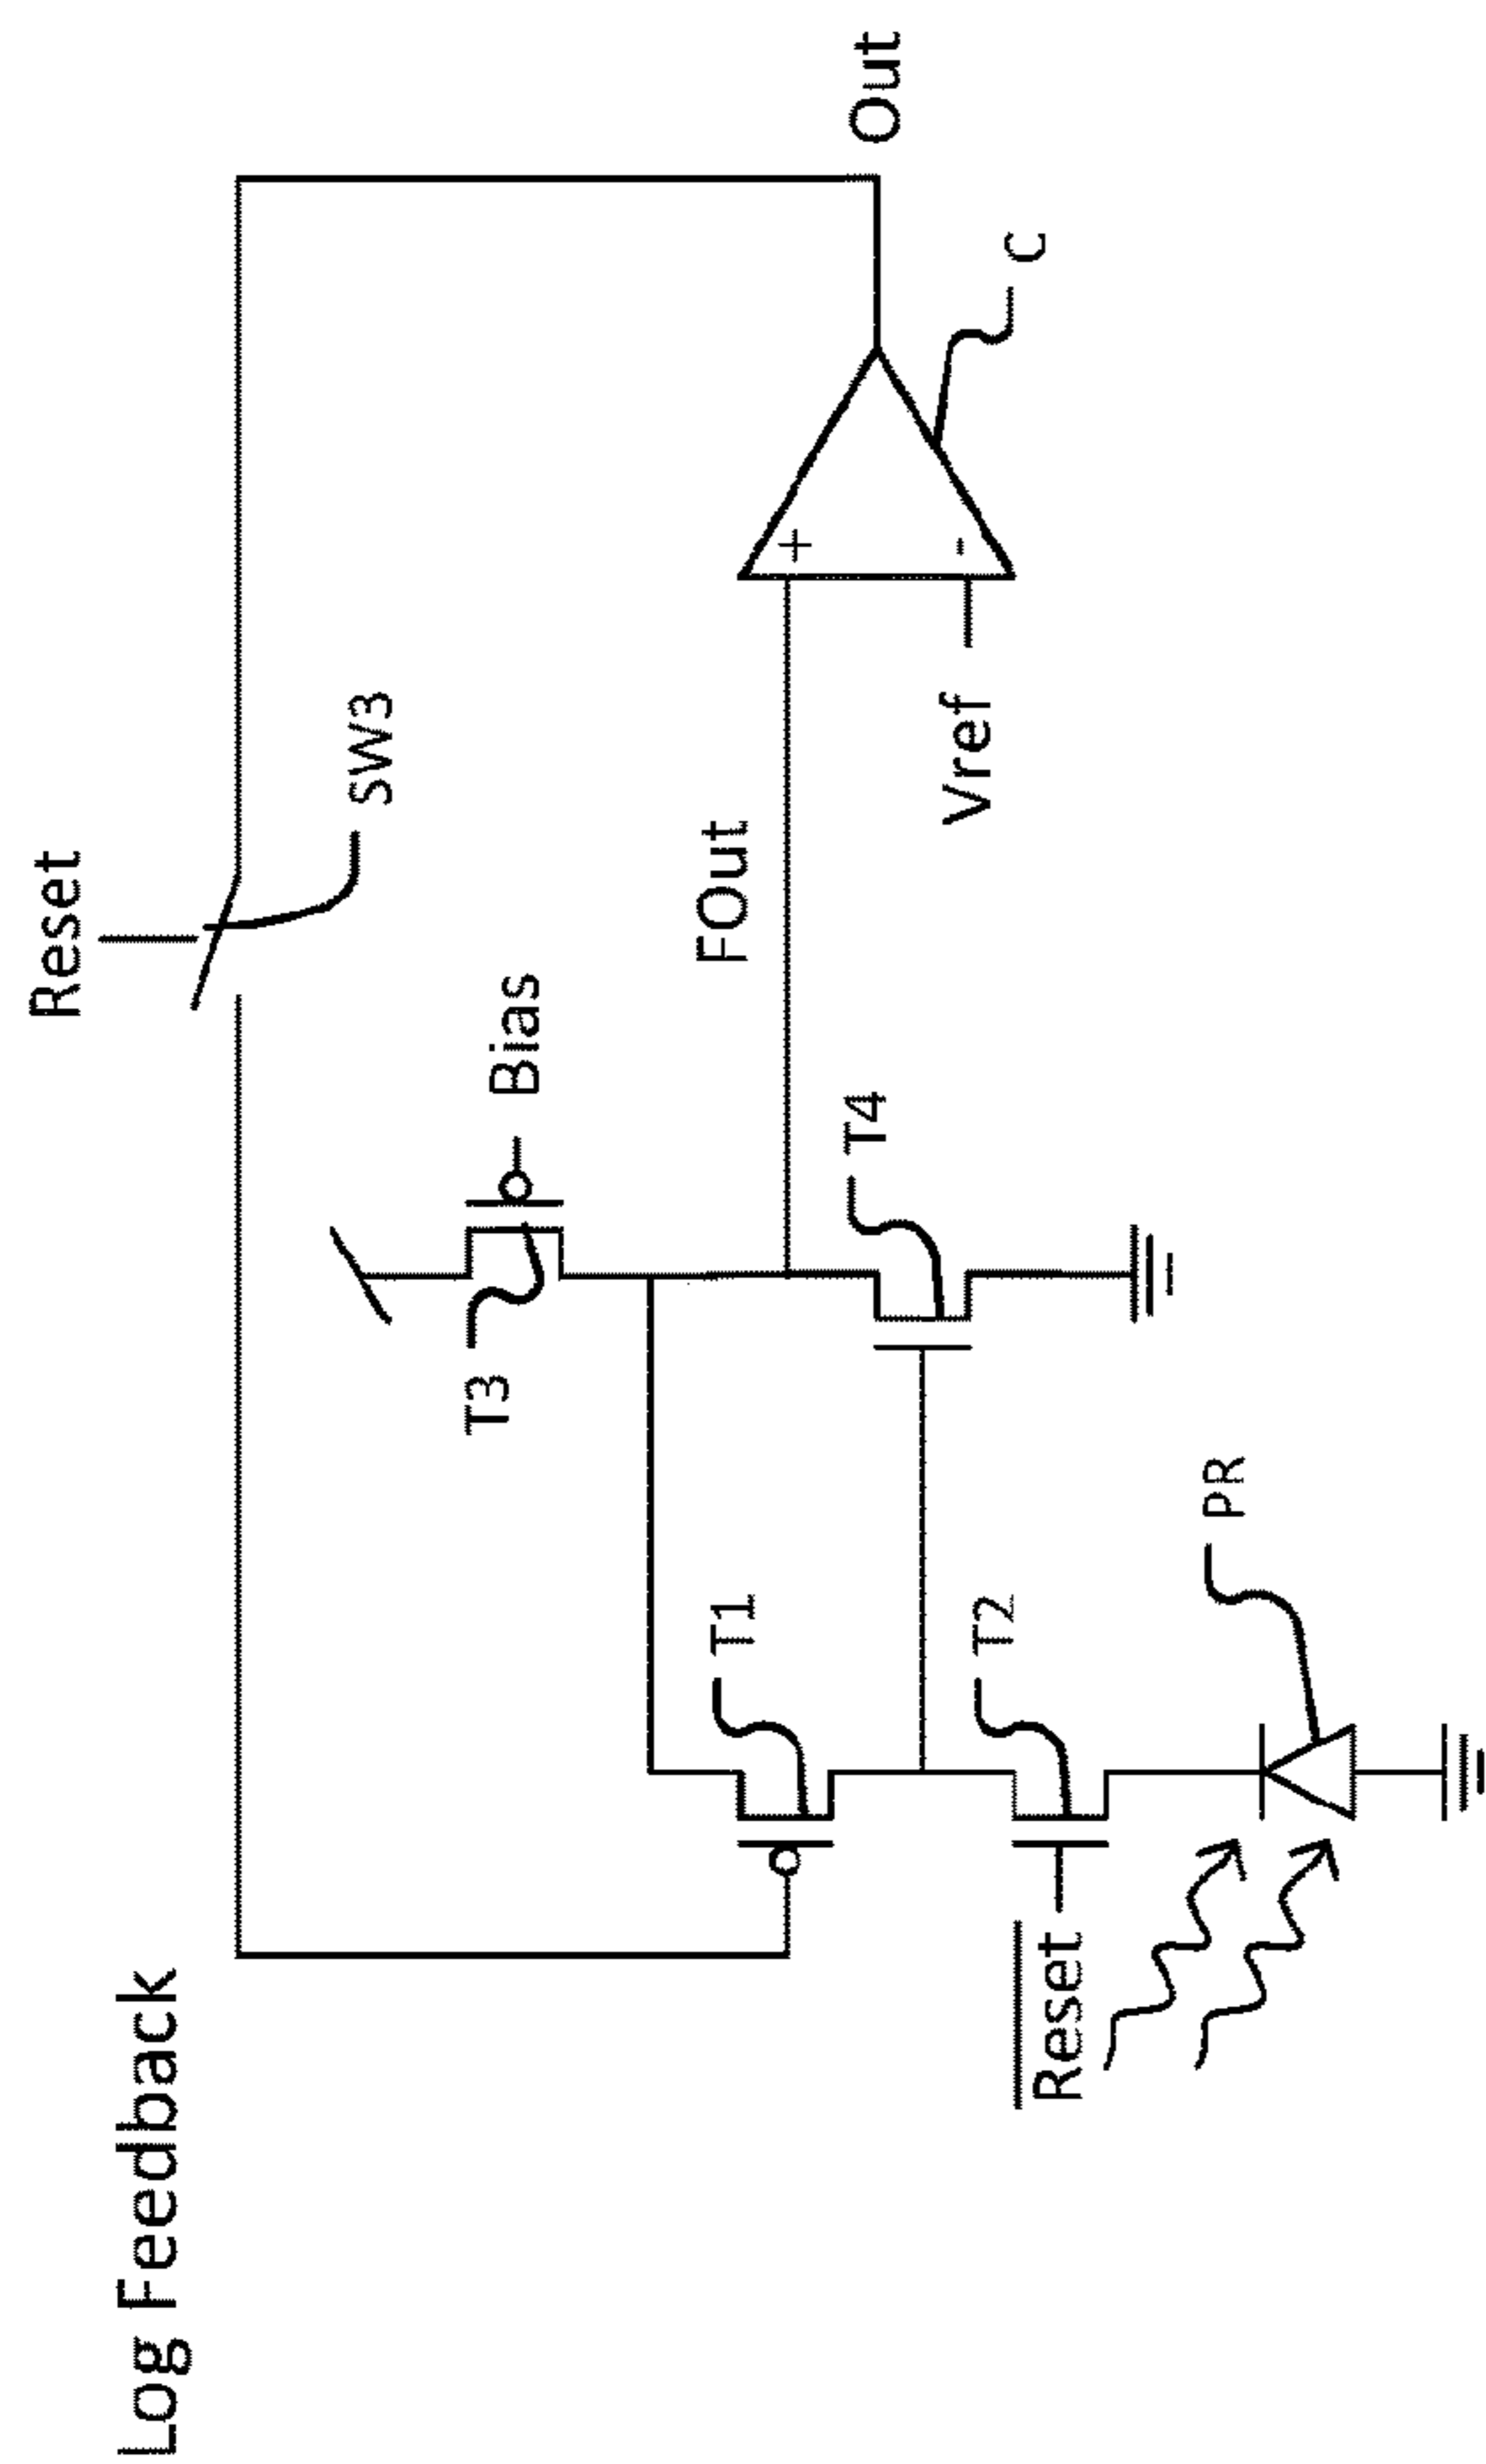 Log Feedback
Reset
SW3
Bias
T3
FOut
Out
T1
T4
+
-
C
Vref
T2
Reset
PR